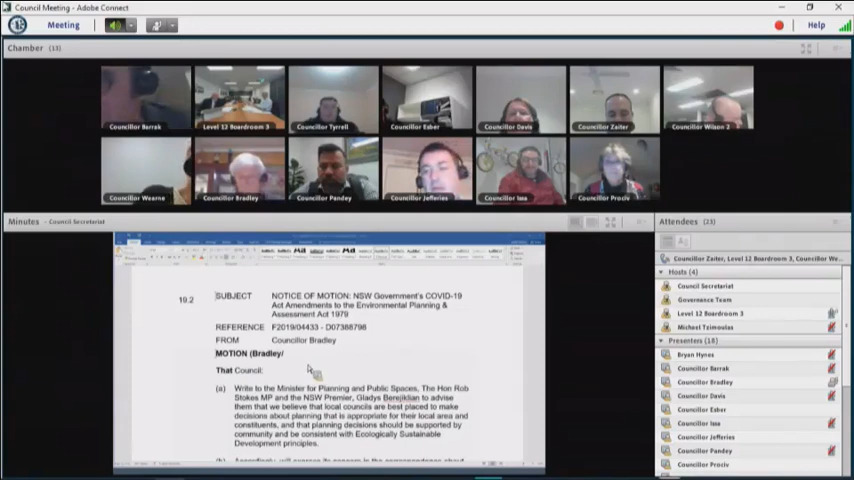 Council Meeting - Adobe Connect
Meeting
Help
Chamber (13)
Councillor Barrak
Level 12 Boardroom 3
Councillor Tyrrell
Councillor Esber
Councillor Davis
Councillor Zaiter
Councillor Wilson 2
Councillor Wearne
Councillor Bradley
Councillor Pandey
Councillor Jefferies
Councillor Issa
Councillor Prociv
Minutes - Council Secretariat
19.2 SUBJECT NOTICE OF MOTION: NSW Government's COVID-19
Act Amendments to the Environmental Planning &
Assessment Act 1979
REFERENCE F2019/04433 - D07388798
FROM Councillor Bradley
MOTION (Bradley/
That Council:
(a) Write to the Minister for Planning and Public Spaces, The Hon Rob
Stokes MP and the NSW Premier, Gladys Berejiklian to advise
them that we believe that local councils are best placed to make
decisions about planning that is appropriate for their local area and
constituents, and that planning decisions should be supported by
community and be consistent with Ecologically Sustainable
Development principles.
Attendees (23)
Councillor Zaiter, Level 12 Boardroom 3, Councillor We...
Hosts (4)
Council Secretariat
Governance Team
Level 12 Boardroom 3
Michael Tzimoulas
Presenters (18)
Bryan Hynes
Councillor Barrak
Councillor Bradley
Councillor Davis
Councillor Esber
Councillor Issa
Councillor Jefferies
Councillor Pandey
Councillor Prociv